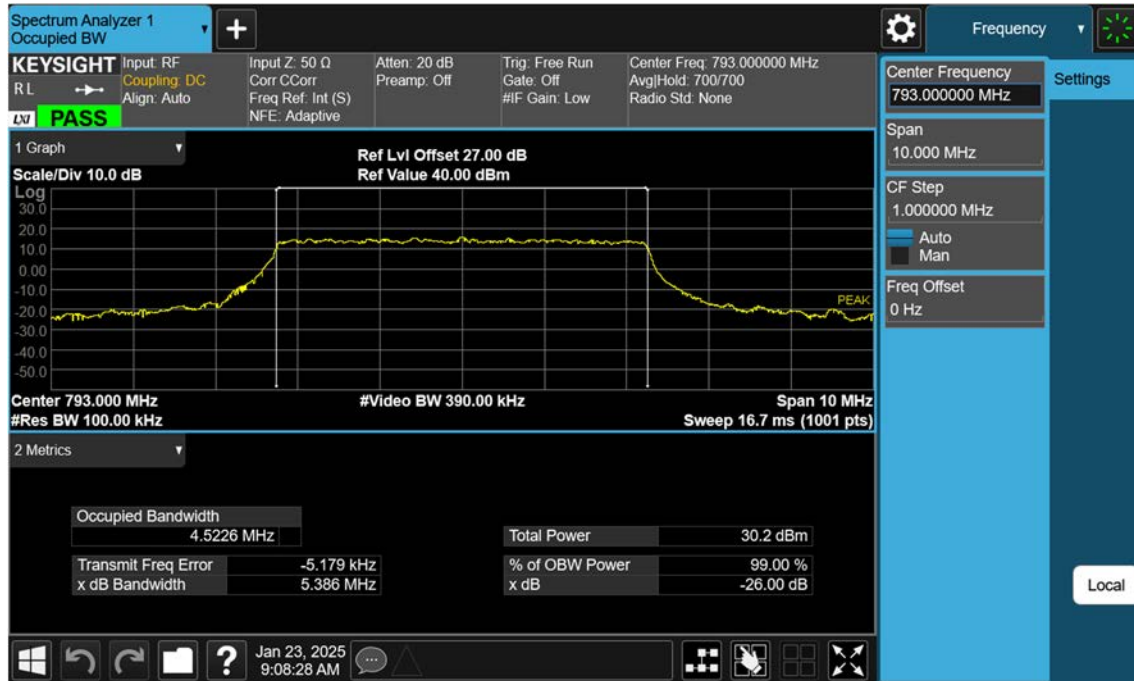 Spectrum Analyzer 1
Occupied BW
Frequency
KEYSIGHT
RL
LXI
PASS
Input: RF
Coupling: DC
Align: Auto
Input Z: 50 Ω
Corr CCorr
Freq Ref: Int (S)
NFE: Adaptive
Atten: 20 dB
Preamp: Off
Trig: Free Run
Gate: Off
#IF Gain: Low
Center Freq: 793.000000 MHz
Avg|Hold: 700/700
Radio Std: None
Center Frequency
793.000000 MHz
Settings
Span
10.000 MHz
CF Step
1.000000 MHz
Auto
Man
Freq Offset
0 Hz
Local
1 Graph
Scale/Div 10.0 dB
Ref Lvl Offset 27.00 dB
Ref Value 40.00 dBm
Log
30.0
20.0
10.0
0.00
-10.0
-20.0
-30.0
-40.0
-50.0
PEAK
Center 793.000 MHz
#Video BW 390.00 kHz
Span 10 MHz
#Res BW 100.00 kHz
Sweep 16.7 ms (1001 pts)
2 Metrics
Occupied Bandwidth
4.5226 MHz
Total Power 30.2 dBm
Transmit Freq Error -5.179 kHz
% of OBW Power 99.00 %
x dB Bandwidth 5.386 MHz
x dB -26.00 dB
?
Jan 23, 2025
9:08:28 AM